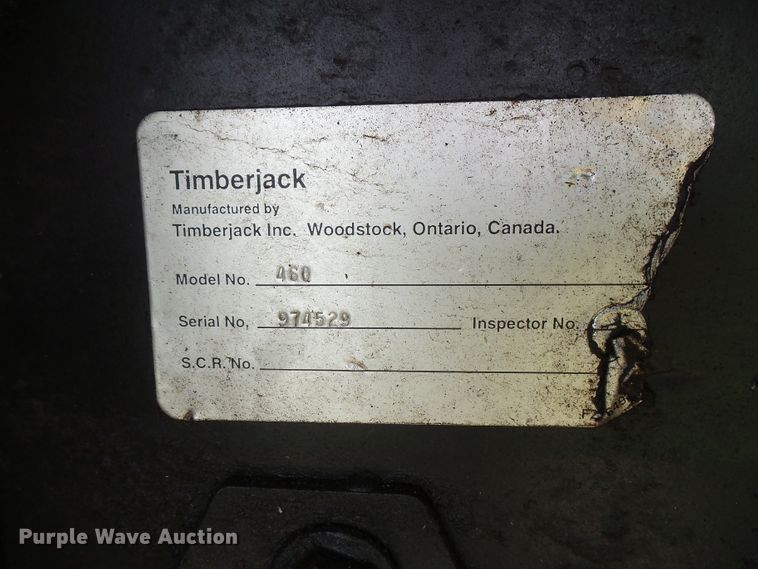 Timberjack
Manufactured by
Timberjack Inc. Woodstock, Ontario, Canada.
Model No. 460
Serial No, 974529 Inspector No.
S.C.R. No.
Purple Wave Auction